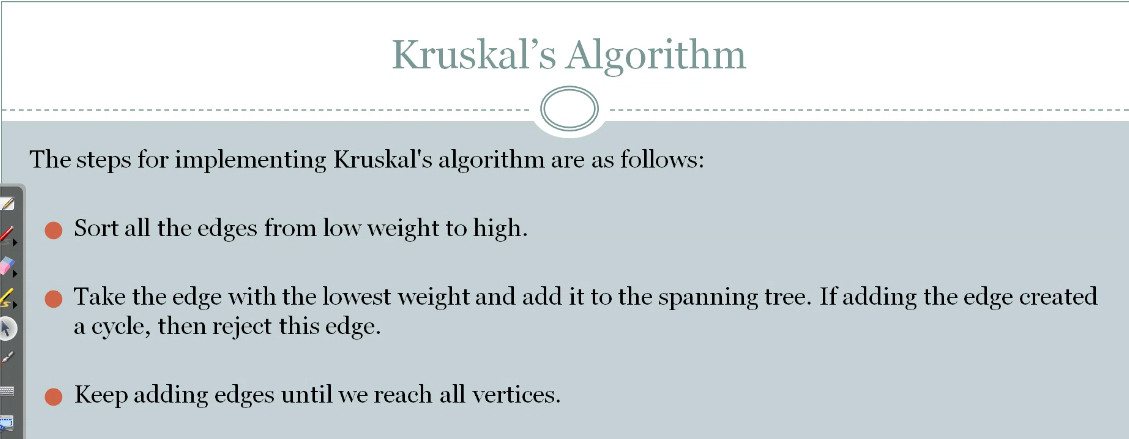 Kruskal’s Algorithm
The steps for implementing Kruskal's algorithm are as follows:
Sort all the edges from low weight to high.
Take the edge with the lowest weight and add it to the spanning tree. If adding the edge created
a cycle, then reject this edge.
Keep adding edges until we reach all vertices.